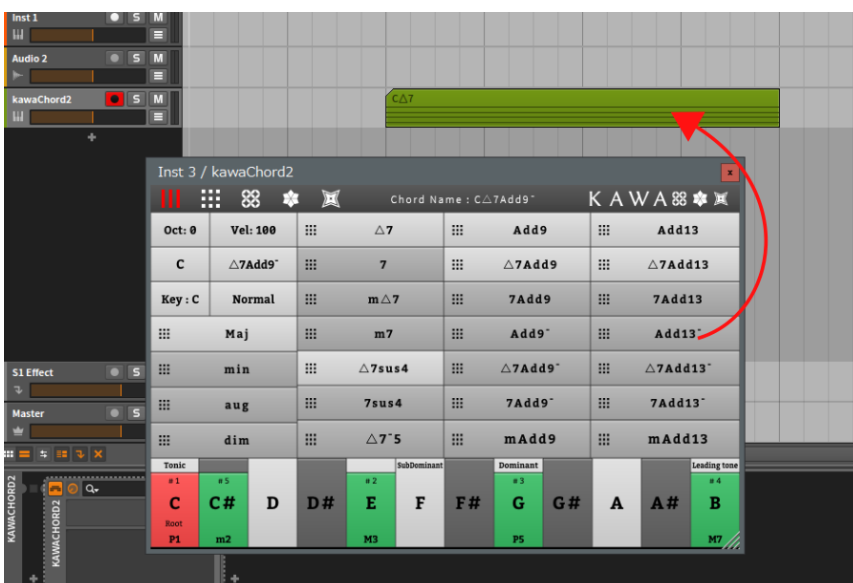 Inst 1 S M
Audio 2 S M
kawaChord2 S M
C△7
Inst 3 / kawaChord2 x
Chord Name : C△7Add9⁻ KAWA
Oct: 0 Vel: 100 △7 Add9 Add13
C △7Add9⁻ 7 △7Add9 △7Add13
Key : C Normal m△7 7Add9 7Add13
Maj m7 Add9⁻ Add13⁻
min △7sus4 △7Add9⁻ △7Add13⁻
aug 7sus4 7Add9⁻ 7Add13⁻
dim △7⁻5 mAdd9 mAdd13
S1 Effect S
Master S
Tonic SubDominant Dominant Leading tone
#1 #5 #2 #3 #4
C C# D D# E F F# G G# A A# B
Root
P1 m2 M3 P5 M7
KAWACHORD2
KAWACHORD2